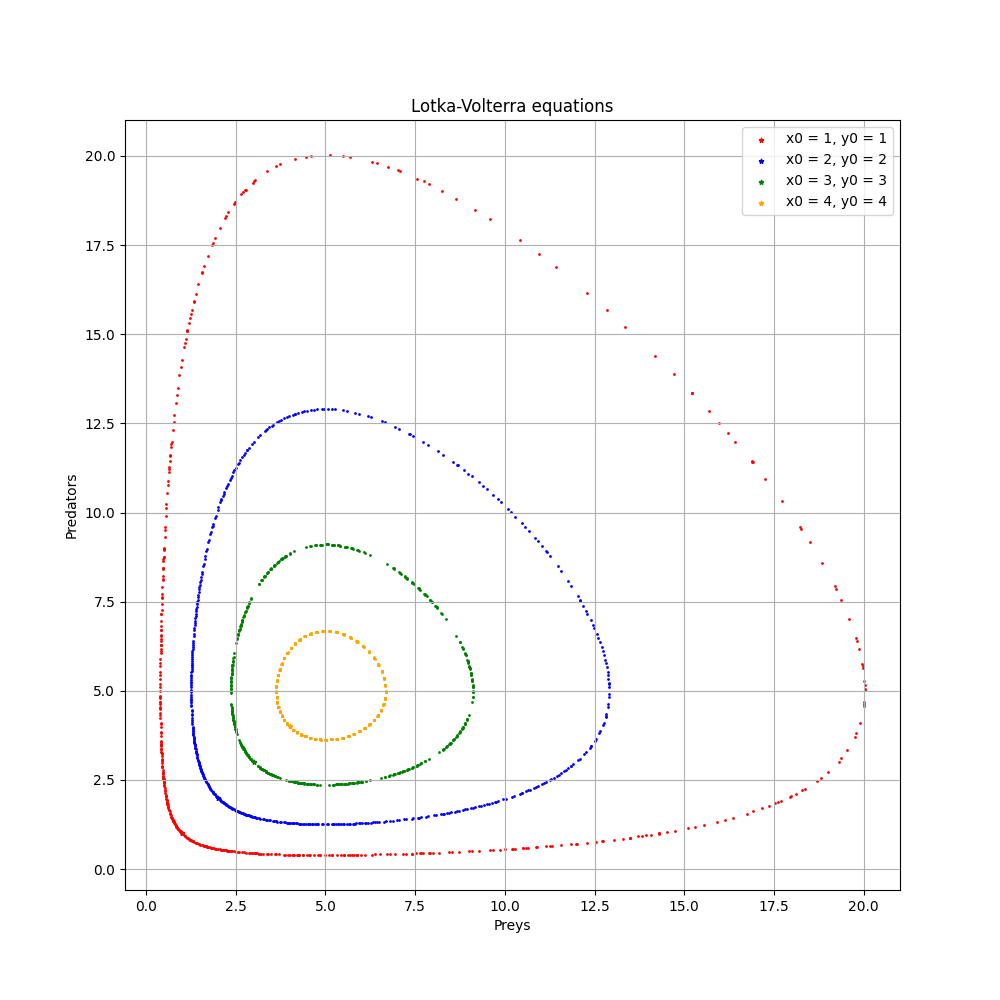 Lotka-Volterra equations
x0 = 1, y0 = 1
x0 = 2, y0 = 2
x0 = 3, y0 = 3
x0 = 4, y0 = 4
20.0
17.5
15.0
12.5
10.0
7.5
5.0
2.5
0.0
Predators
0.0 2.5 5.0 7.5 10.0 12.5 15.0 17.5 20.0
Preys